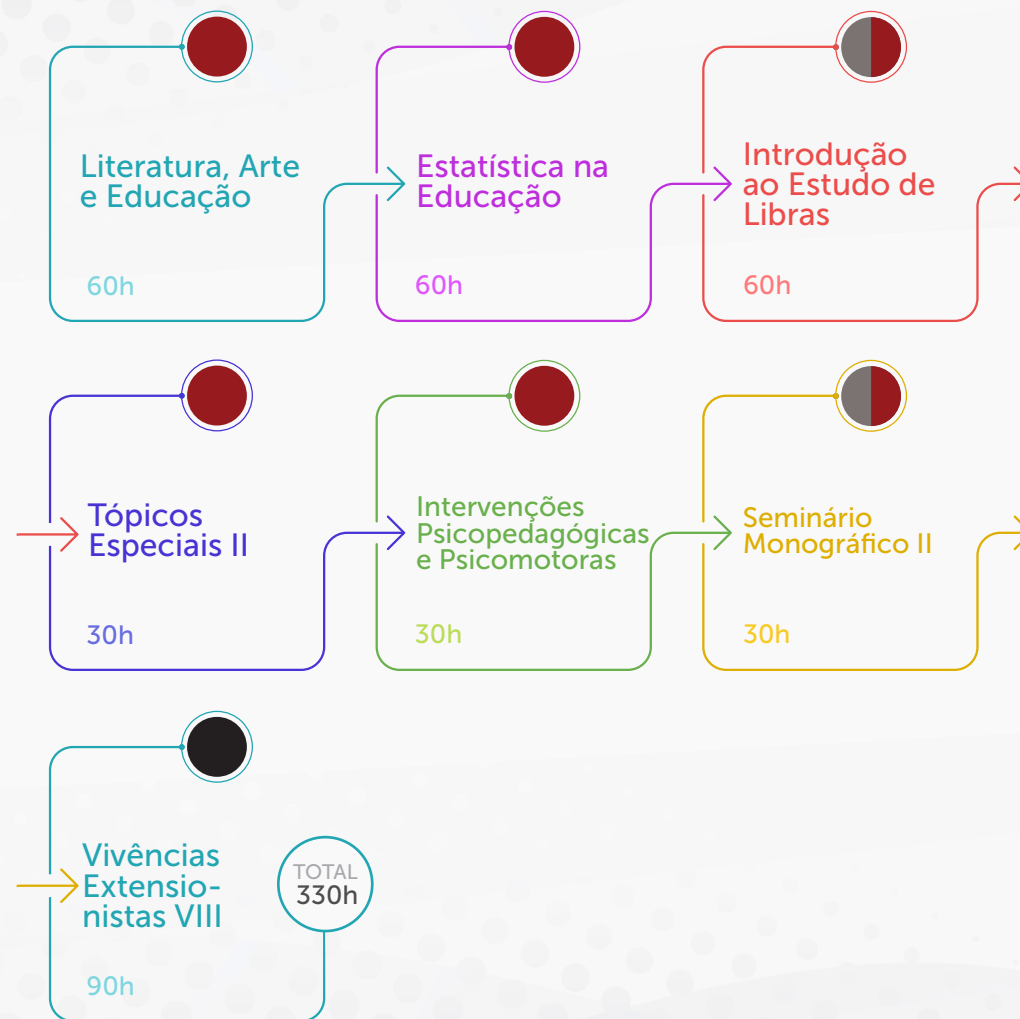 Literatura, Arte
e Educação
60h
Estatística na
Educação
60h
Introdução
ao Estudo de
Libras
60h
Tópicos
Especiais II
30h
Intervenções
Psicopedagógicas
e Psicomotoras
30h
Seminário
Monográfico II
30h
Vivências
Extensio-
nistas VIII
90h
TOTAL
330h